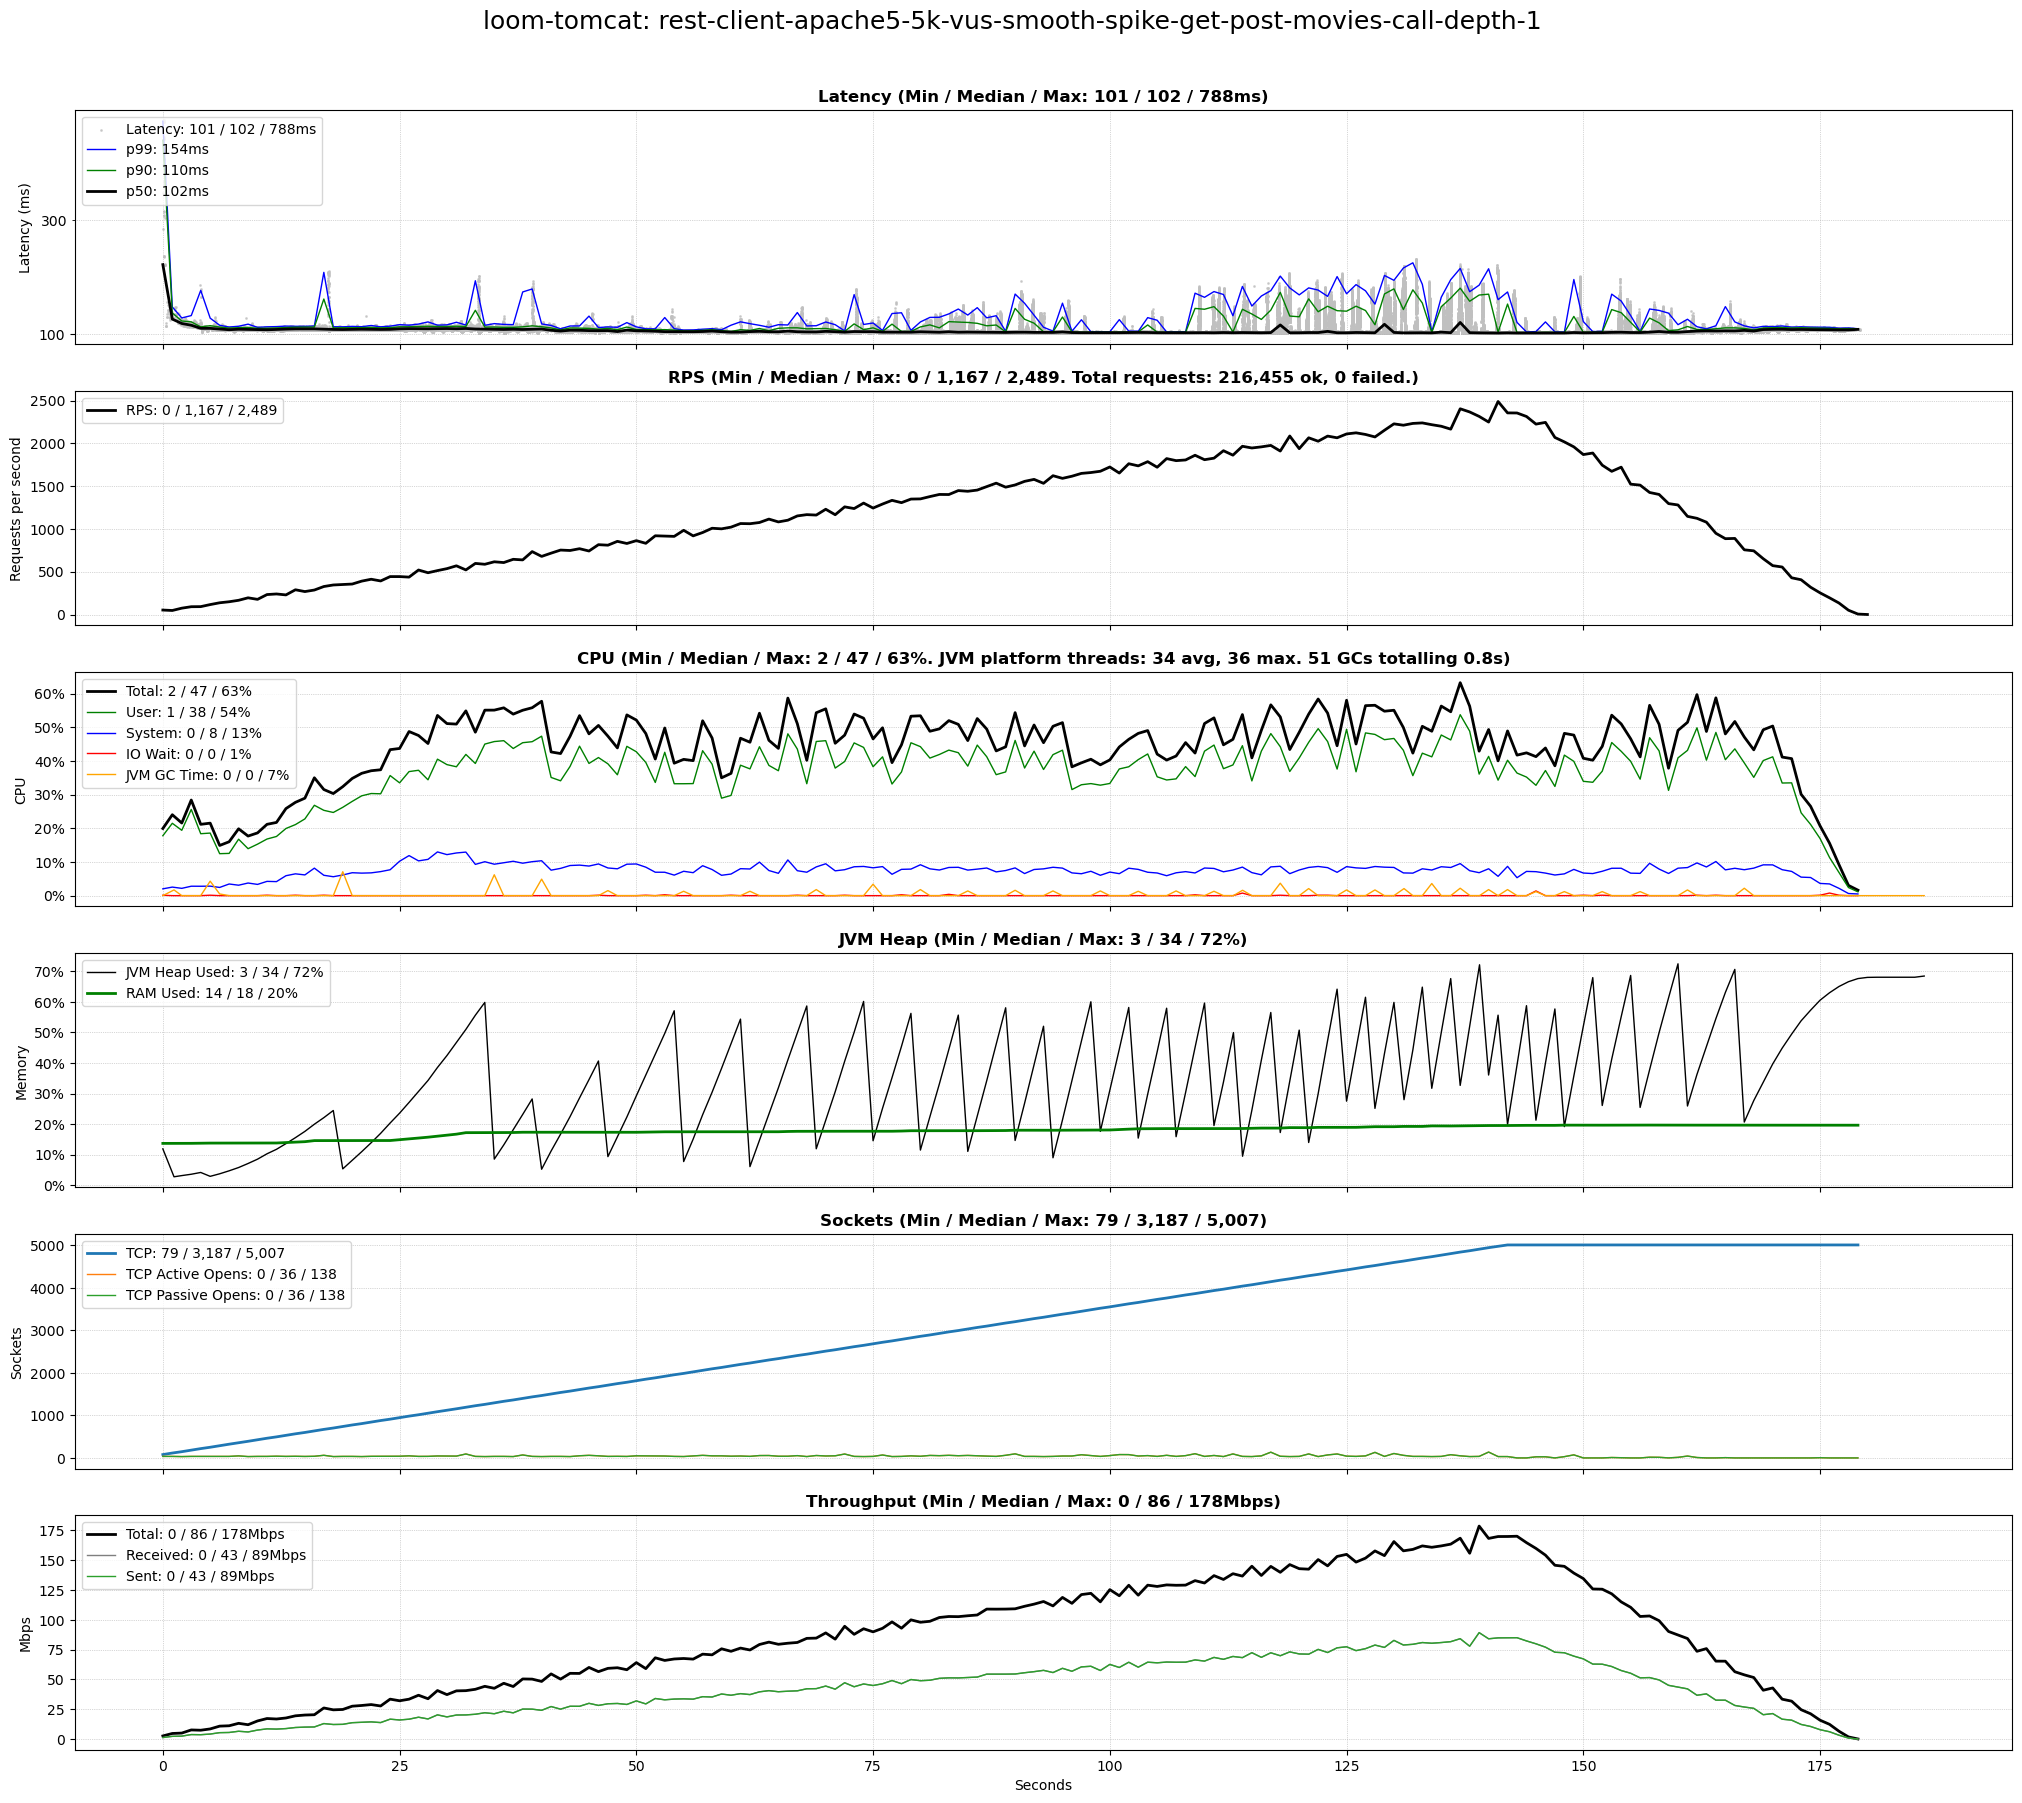 loom-tomcat: rest-client-apache5-5k-vus-smooth-spike-get-post-movies-call-depth-1
Latency (Min / Median / Max: 101 / 102 / 788ms)
Latency: 101 / 102 / 788ms
p99: 154ms
p90: 110ms
p50: 102ms
Latency (ms)
300
100
RPS (Min / Median / Max: 0 / 1,167 / 2,489. Total requests: 216,455 ok, 0 failed.)
RPS: 0 / 1,167 / 2,489
Requests per second
2500
2000
1500
1000
500
0
CPU (Min / Median / Max: 2 / 47 / 63%. JVM platform threads: 34 avg, 36 max. 51 GCs totalling 0.8s)
Total: 2 / 47 / 63%
User: 1 / 38 / 54%
System: 0 / 8 / 13%
IO Wait: 0 / 0 / 1%
JVM GC Time: 0 / 0 / 7%
CPU
60%
50%
40%
30%
20%
10%
0%
JVM Heap (Min / Median / Max: 3 / 34 / 72%)
JVM Heap Used: 3 / 34 / 72%
RAM Used: 14 / 18 / 20%
Memory
70%
60%
50%
40%
30%
20%
10%
0%
Sockets (Min / Median / Max: 79 / 3,187 / 5,007)
TCP: 79 / 3,187 / 5,007
TCP Active Opens: 0 / 36 / 138
TCP Passive Opens: 0 / 36 / 138
Sockets
5000
4000
3000
2000
1000
0
Throughput (Min / Median / Max: 0 / 86 / 178Mbps)
Total: 0 / 86 / 178Mbps
Received: 0 / 43 / 89Mbps
Sent: 0 / 43 / 89Mbps
Mbps
175
150
125
100
75
50
25
0
0 25 50 75 100 125 150 175
Seconds